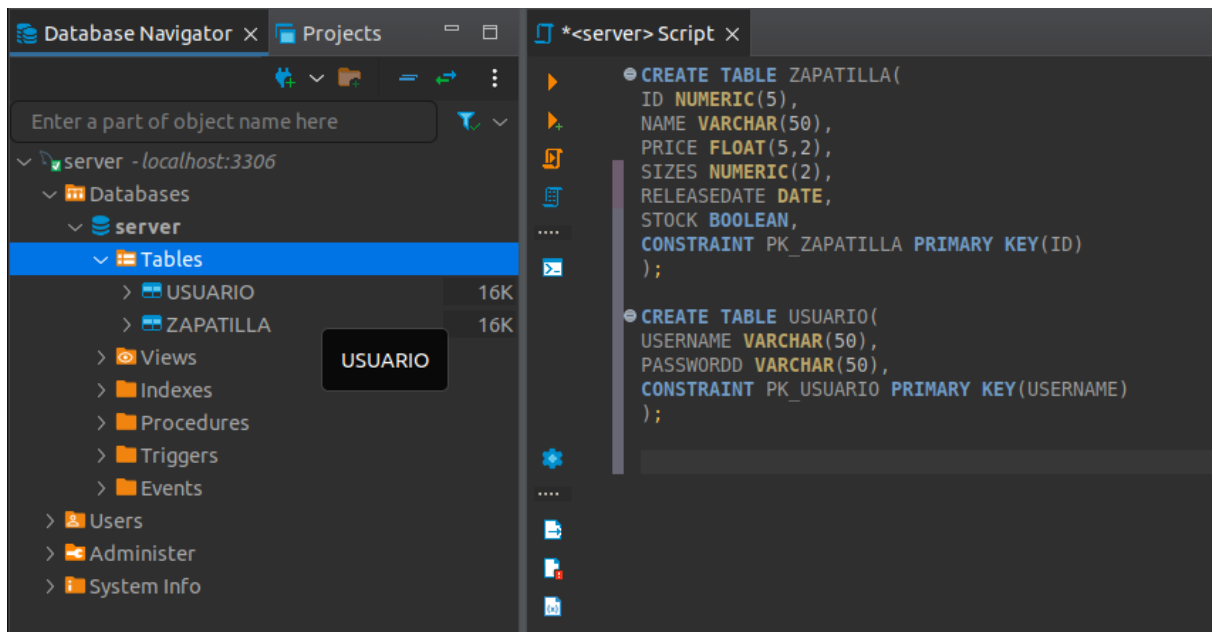 Database Navigator
Projects
Enter a part of object name here
server - localhost:3306
Databases
server
Tables
USUARIO 16K
ZAPATILLA 16K
USUARIO
Views
Indexes
Procedures
Triggers
Events
Users
Administer
System Info
*<server> Script
CREATE TABLE ZAPATILLA(
ID NUMERIC(5),
NAME VARCHAR(50),
PRICE FLOAT(5,2),
SIZES NUMERIC(2),
RELEASEDATE DATE,
STOCK BOOLEAN,
CONSTRAINT PK_ZAPATILLA PRIMARY KEY(ID)
);
CREATE TABLE USUARIO(
USERNAME VARCHAR(50),
PASSWORDD VARCHAR(50),
CONSTRAINT PK_USUARIO PRIMARY KEY(USERNAME)
);